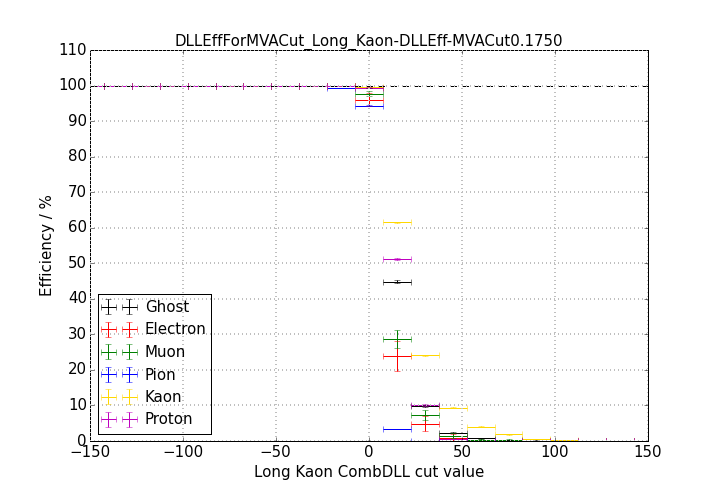 DLLEffForMVACut_Long_Kaon-DLLEff-MVACut0.1750
110
100
90
80
70
60
50
40
30
20
10
0
Efficiency / %
Ghost
Electron
Muon
Pion
Kaon
Proton
−150 −100 −50 0 50 100 150
Long Kaon CombDLL cut value